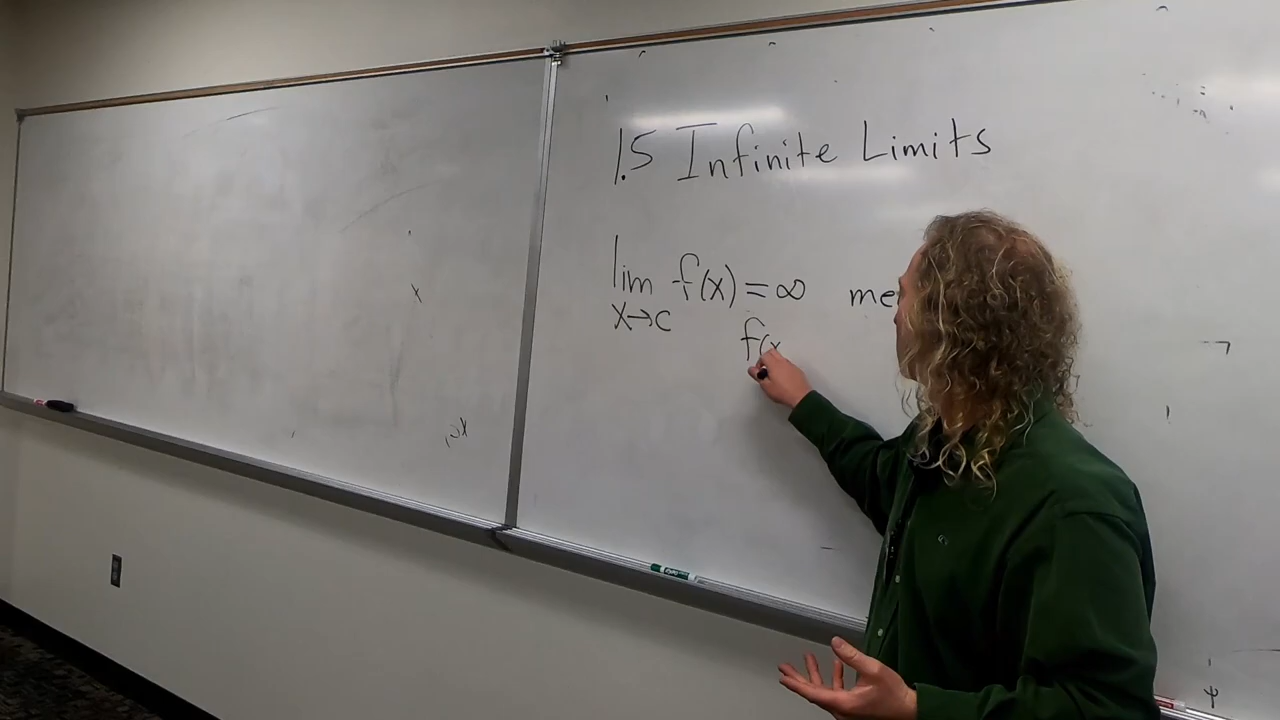 1.5 Infinite Limits
lim f(x) = ∞
x→c
f(x